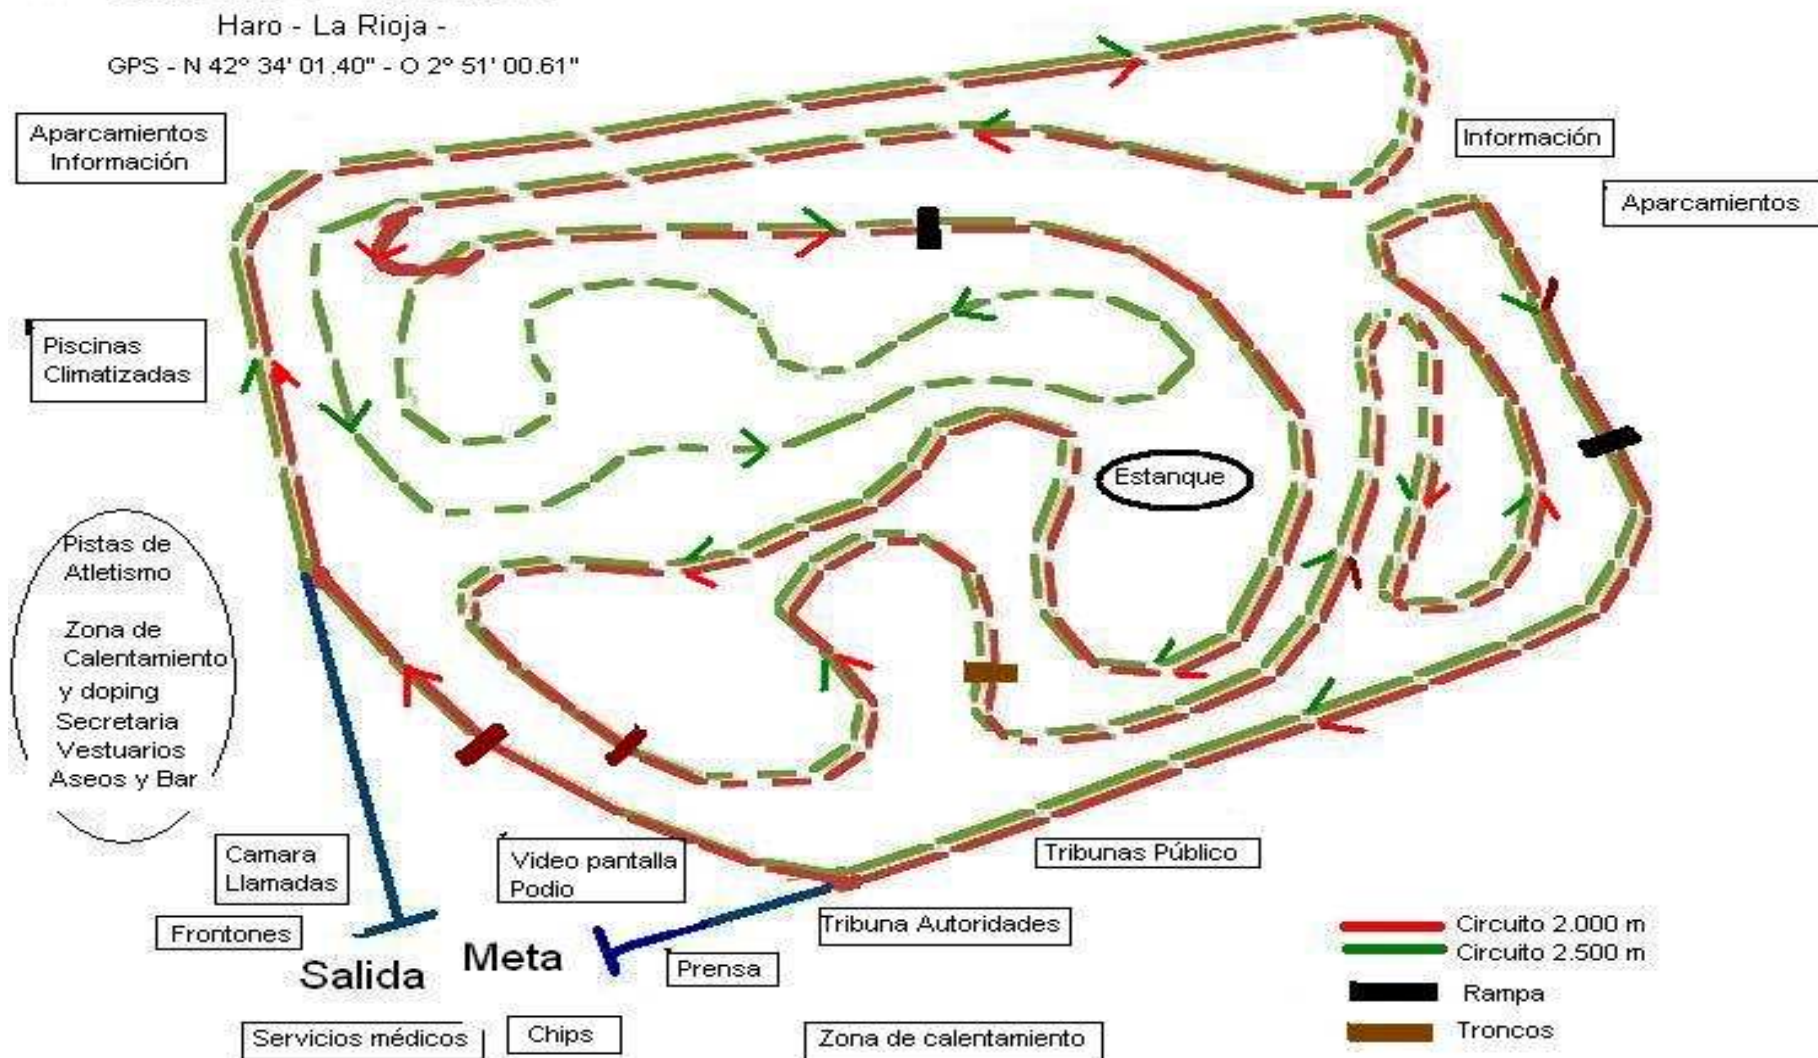 Haro - La Rioja -
GPS - N 42° 34' 01.40" - O 2° 51' 00.61"
Aparcamientos
Información
Información
Aparcamientos
Piscinas
Climatizadas
Estanque
Pistas de
Atletismo
Zona de
Calentamiento
y doping
Secretaria
Vestuarios
Aseos y Bar
Camara
Llamadas
Video pantalla
Podio
Tribunas Público
Frontones
Tribuna Autoridades
Salida
Meta
Prensa
Circuito 2.000 m
Circuito 2.500 m
Rampa
Troncos
Servicios médicos
Chips
Zona de calentamiento